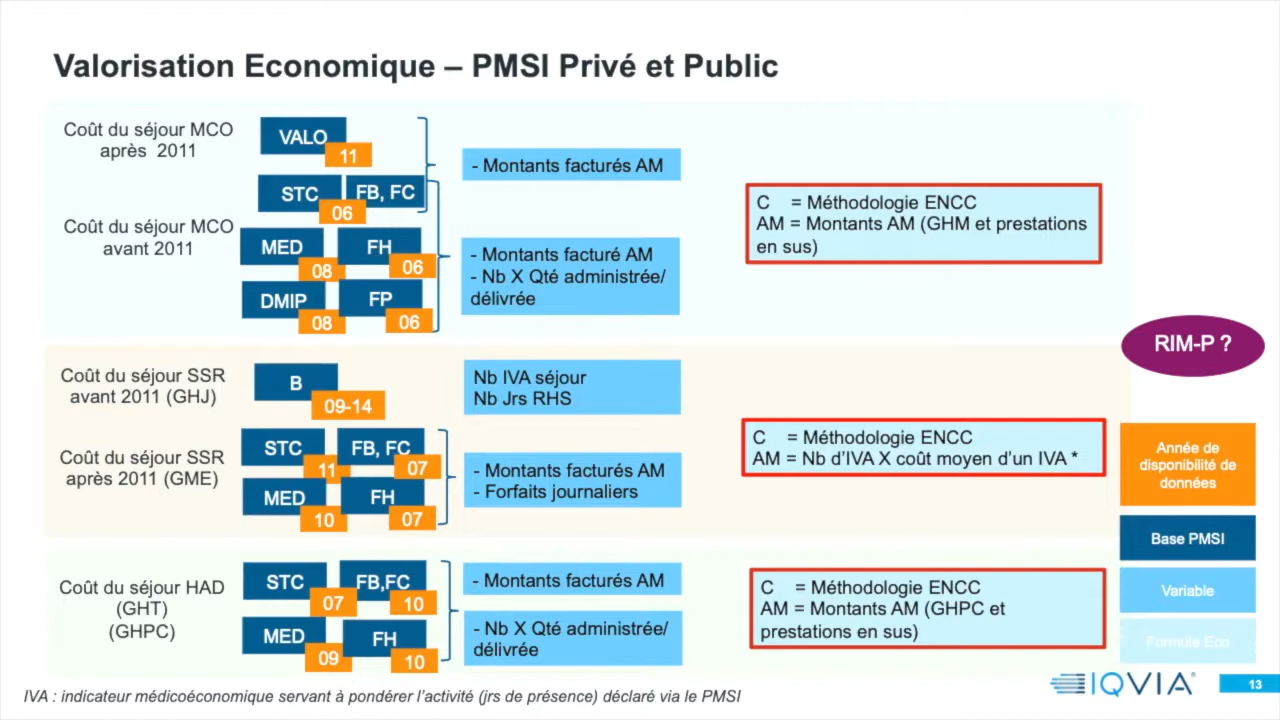 Valorisation Economique – PMSI Privé et Public
Coût du séjour MCO
après 2011
VALO
11
- Montants facturés AM
STC
06
FB, FC
Coût du séjour MCO
avant 2011
MED
08
FH
06
DMIP
08
FP
06
- Montants facturé AM
- Nb X Qté administrée/
délivrée
C = Méthodologie ENCC
AM = Montants AM (GHM et prestations
en sus)
RIM-P ?
Coût du séjour SSR
avant 2011 (GHJ)
B
09-14
Nb IVA séjour
Nb Jrs RHS
Coût du séjour SSR
après 2011 (GME)
STC
11
FB, FC
07
MED
10
FH
07
- Montants facturés AM
- Forfaits journaliers
C = Méthodologie ENCC
AM = Nb d'IVA X coût moyen d'un IVA *
Année de
disponibilité de
données
Base PMSI
Variable
Formule Eco
Coût du séjour HAD
(GHT)
(GHPC)
STC
07
FB,FC
10
MED
09
FH
10
- Montants facturés AM
- Nb X Qté administrée/
délivrée
C = Méthodologie ENCC
AM = Montants AM (GHPC et
prestations en sus)
IVA : indicateur médicoéconomique servant à pondérer l'activité (jrs de présence) déclaré via le PMSI
IQVIA®
13